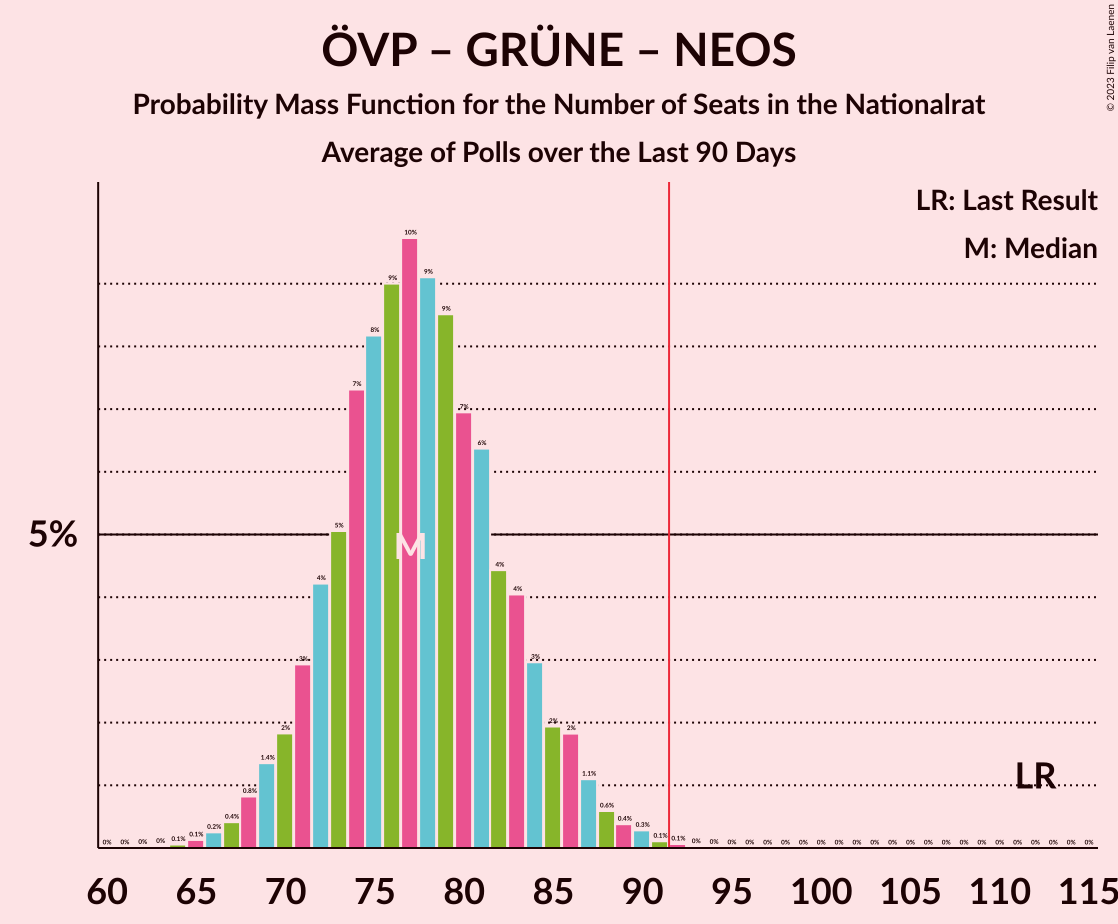 ÖVP – GRÜNE – NEOS
Probability Mass Function for the Number of Seats in the Nationalrat
Average of Polls over the Last 90 Days
© 2023 Filip van Laenen
LR: Last Result
M: Median
5%
0% 0% 0% 0% 0.1% 0.1% 0.2% 0.4% 0.8% 1.4% 2% 3% 4% 5% 7% 8% 9% 10% 9% 9% 7% 6% 4% 4% 3% 2% 2% 1.1% 0.6% 0.4% 0.3% 0.1% 0.1% 0% 0% 0% 0% 0% 0% 0% 0% 0% 0% 0% 0% 0% 0% 0% 0% 0% 0% 0% 0% 0% 0% 0%
M
LR
60 65 70 75 80 85 90 95 100 105 110 115